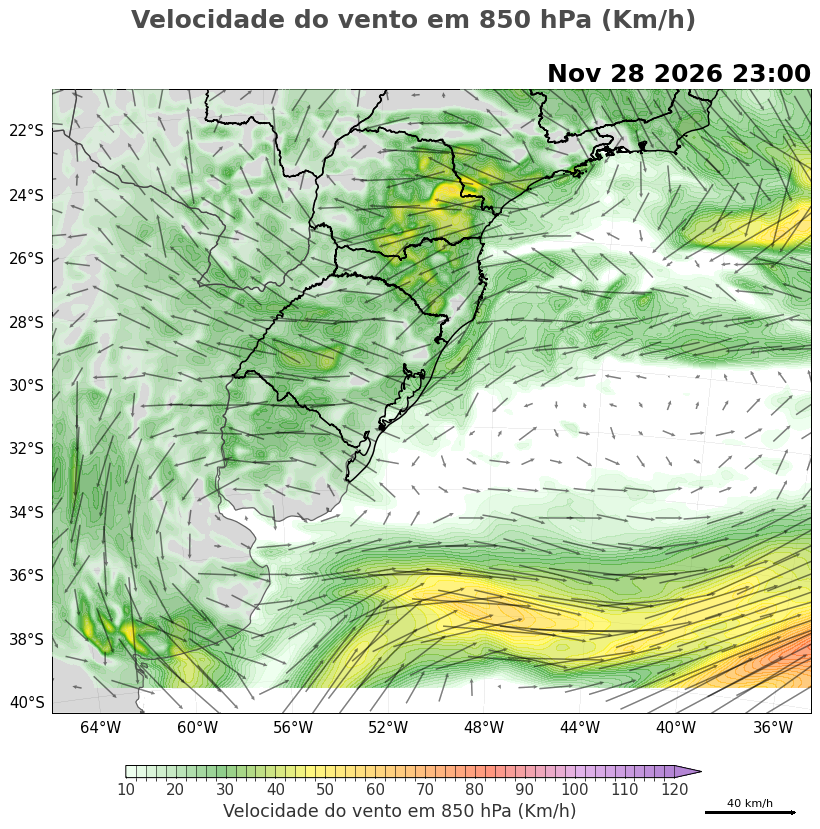 Velocidade do vento em 850 hPa (Km/h)
Nov 28 2026 23:00
22°S
24°S
26°S
28°S
30°S
32°S
34°S
36°S
38°S
40°S
64°W 60°W 56°W 52°W 48°W 44°W 40°W 36°W
10 20 30 40 50 60 70 80 90 100 110 120
Velocidade do vento em 850 hPa (Km/h)
40 km/h